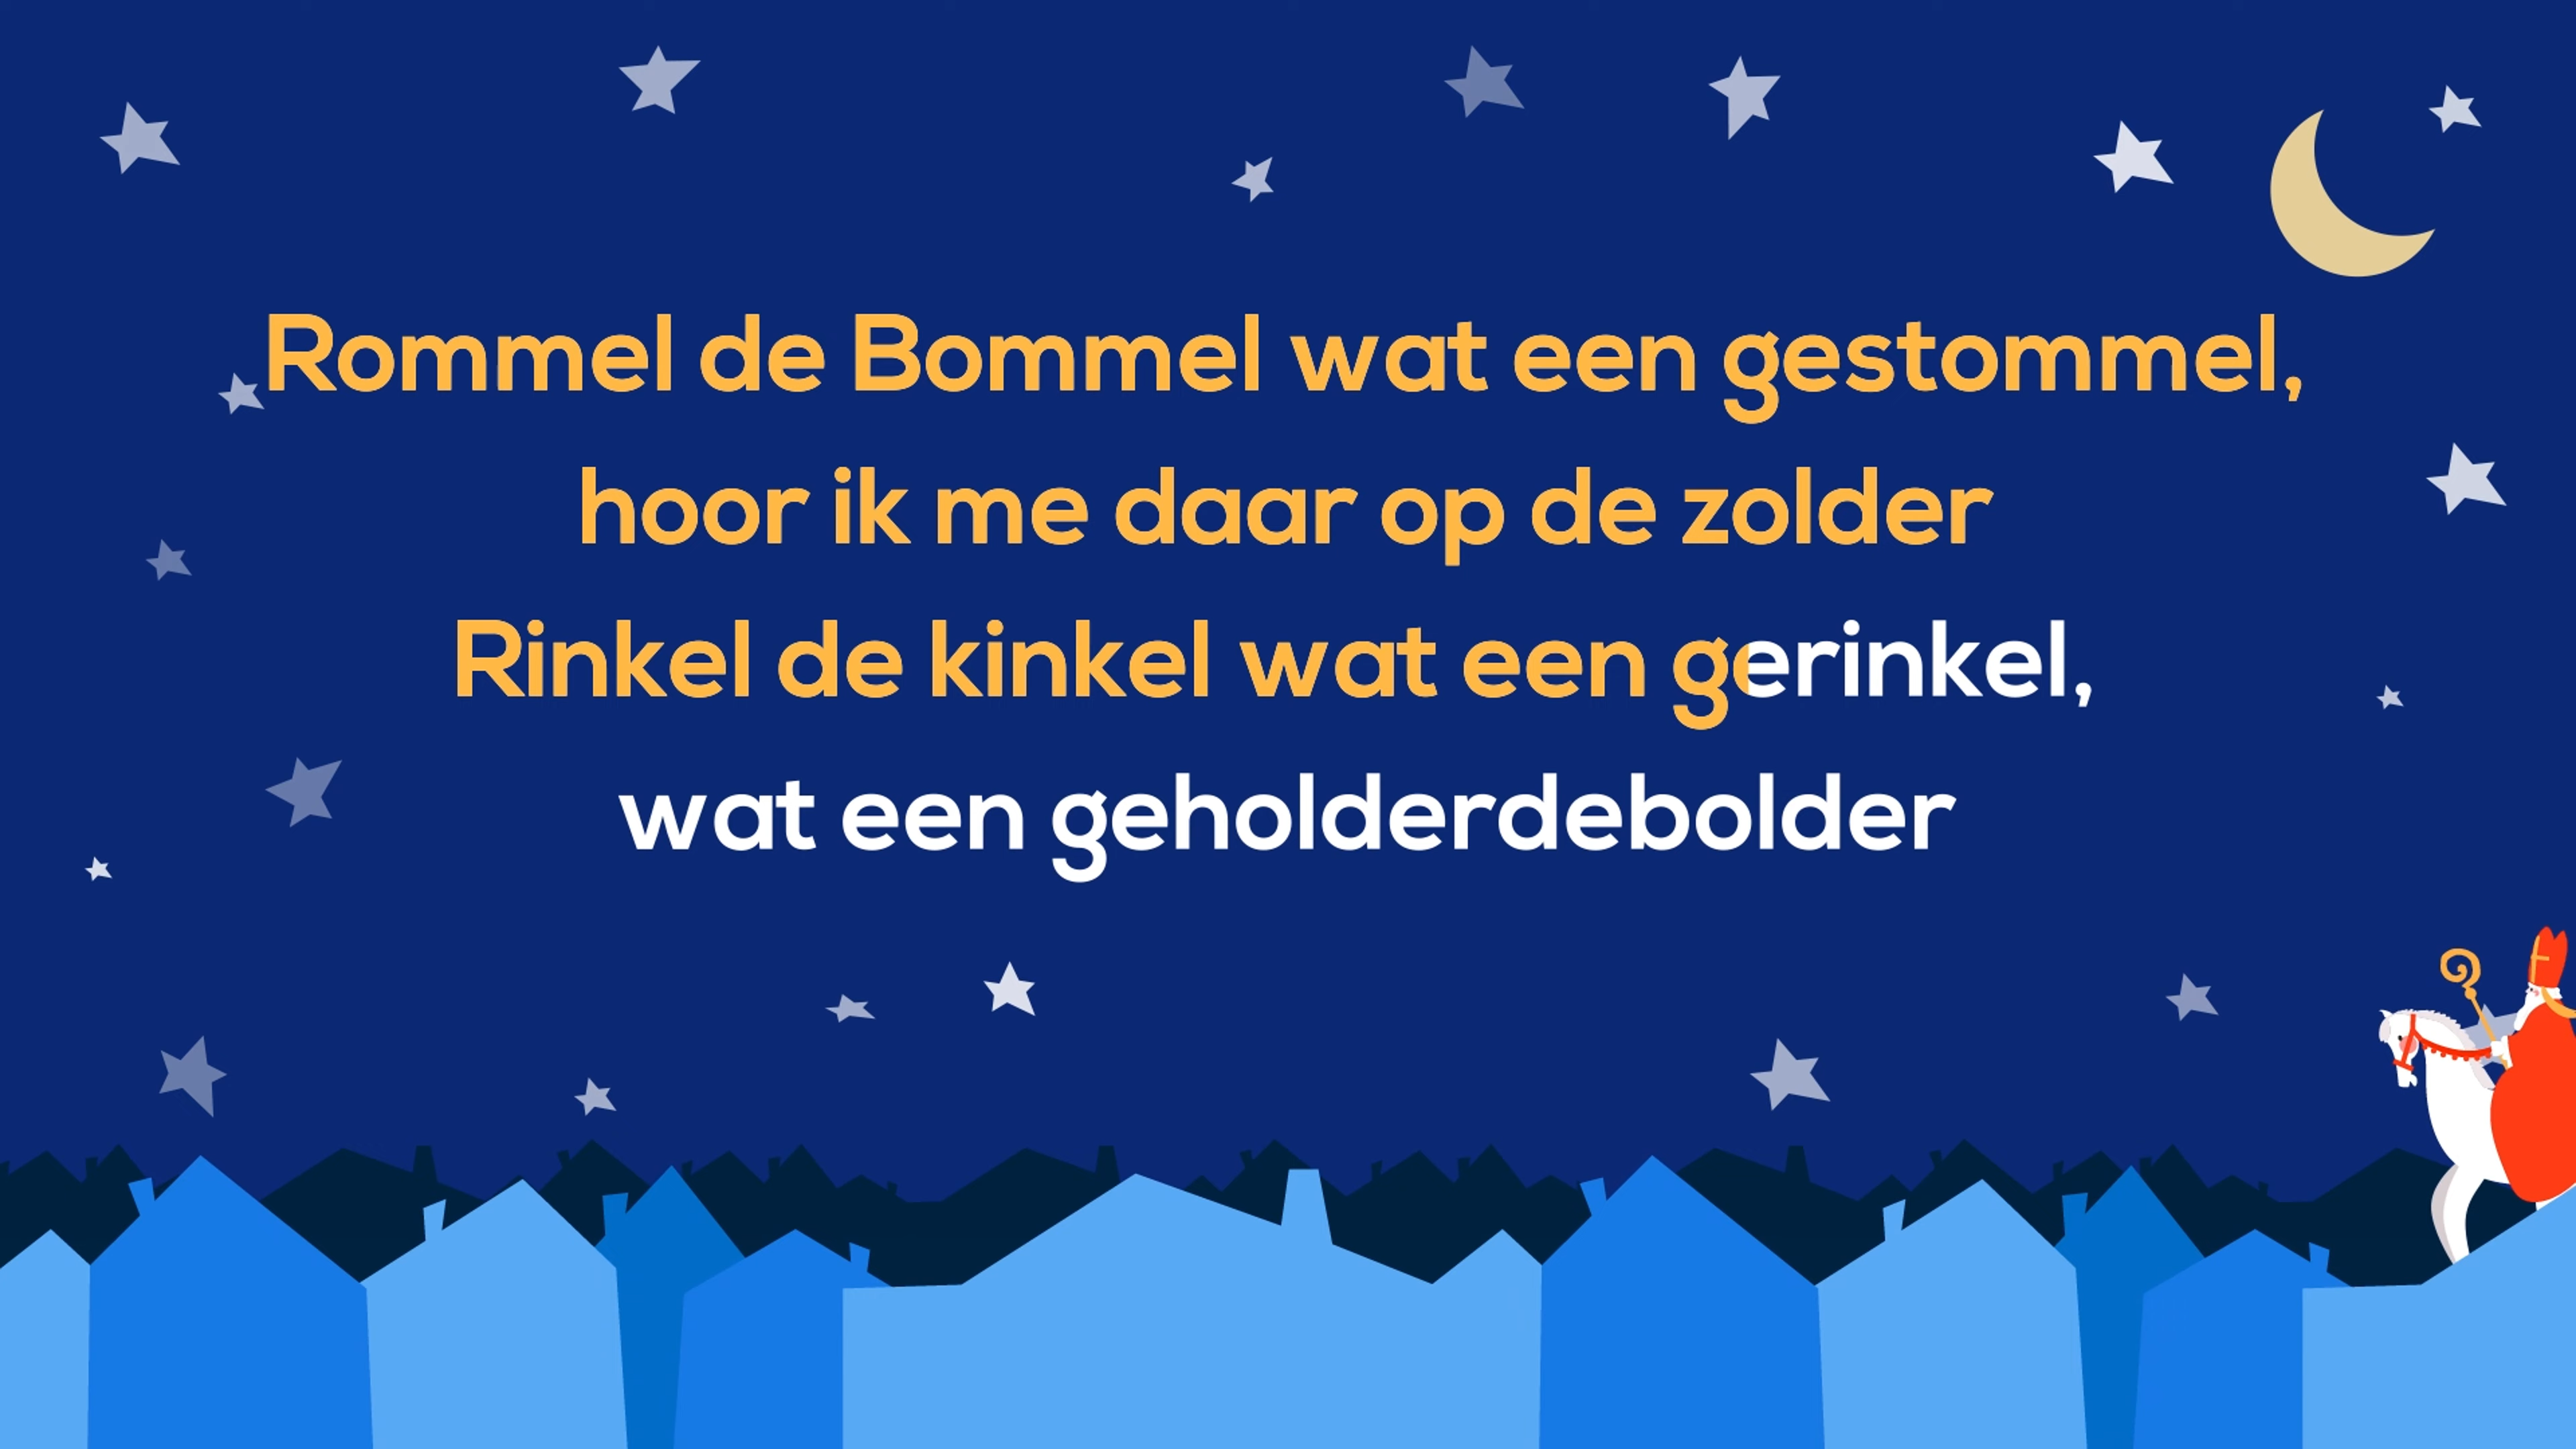 Rommel de Bommel wat een gestommel,
hoor ik me daar op de zolder
Rinkel de kinkel wat een gerinkel,
wat een geholderdebolder